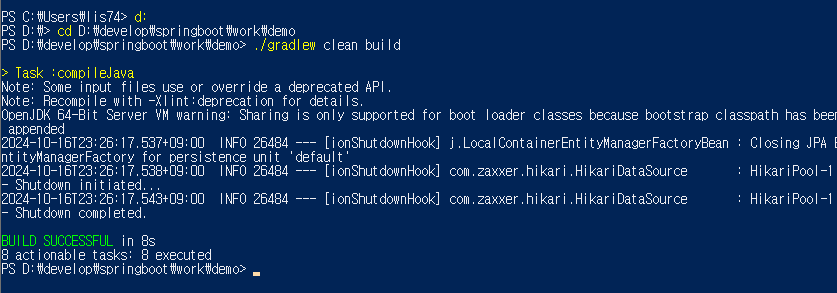 PS C:₩Users₩lis74> d:
PS D:₩> cd D:₩develop₩springboot₩work₩demo
PS D:₩develop₩springboot₩work₩demo> ./gradlew clean build
> Task :compileJava
Note: Some input files use or override a deprecated API.
Note: Recompile with -Xlint:deprecation for details.
OpenJDK 64-Bit Server VM warning: Sharing is only supported for boot loader classes because bootstrap classpath has been
 appended
2024-10-16T23:26:17.537+09:00  INFO 26484 --- [ionShutdownHook] j.LocalContainerEntityManagerFactoryBean : Closing JPA E
ntityManagerFactory for persistence unit 'default'
2024-10-16T23:26:17.538+09:00  INFO 26484 --- [ionShutdownHook] com.zaxxer.hikari.HikariDataSource       : HikariPool-1
- Shutdown initiated...
2024-10-16T23:26:17.543+09:00  INFO 26484 --- [ionShutdownHook] com.zaxxer.hikari.HikariDataSource       : HikariPool-1
- Shutdown completed.
BUILD SUCCESSFUL in 8s
8 actionable tasks: 8 executed
PS D:₩develop₩springboot₩work₩demo>